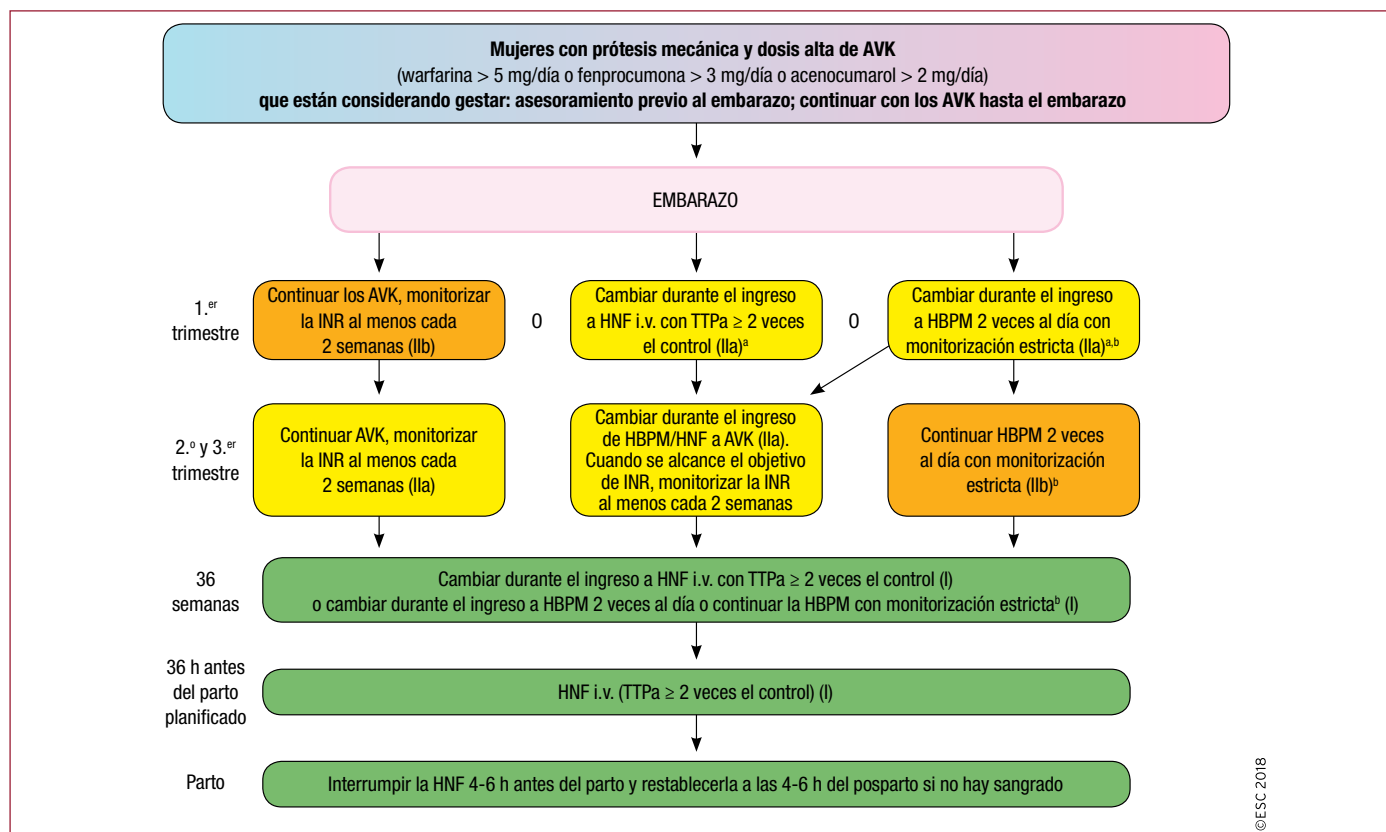 Mujeres con prótesis mecánica y dosis alta de AVK
(warfarina > 5 mg/día o fenprocumona > 3 mg/día o acenocumarol > 2 mg/día)
que están considerando gestar: asesoramiento previo al embarazo; continuar con los AVK hasta el embarazo
EMBARAZO
1.er
trimestre
Continuar los AVK, monitorizar
la INR al menos cada
2 semanas (IIb)
O
Cambiar durante el ingreso
a HNF i.v. con TTPa ≥ 2 veces
el control (IIa)a
O
Cambiar durante el ingreso
a HBPM 2 veces al día con
monitorización estricta (IIa)a,b
2.o y 3.er
trimestre
Continuar AVK, monitorizar
la INR al menos cada
2 semanas (IIa)
Cambiar durante el ingreso
de HBPM/HNF a AVK (IIa).
Cuando se alcance el objetivo
de INR, monitorizar la INR
al menos cada 2 semanas
Continuar HBPM 2 veces
al día con monitorización
estricta (IIb)b
36
semanas
Cambiar durante el ingreso a HNF i.v. con TTPa ≥ 2 veces el control (I)
o cambiar durante el ingreso a HBPM 2 veces al día o continuar la HBPM con monitorización estrictab (I)
36 h antes
del parto
planificado
HNF i.v. (TTPa ≥ 2 veces el control) (I)
Parto
Interrumpir la HNF 4-6 h antes del parto y restablecerla a las 4-6 h del posparto si no hay sangrado
©ESC 2018